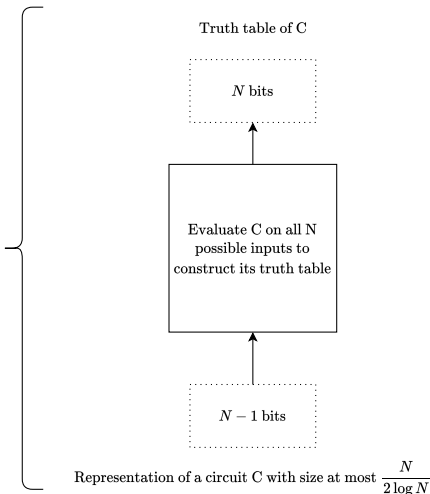 Truth table of C
N bits
Evaluate C on all N
possible inputs to
construct its truth table
N − 1 bits
Representation of a circuit C with size at most N / 2 log N